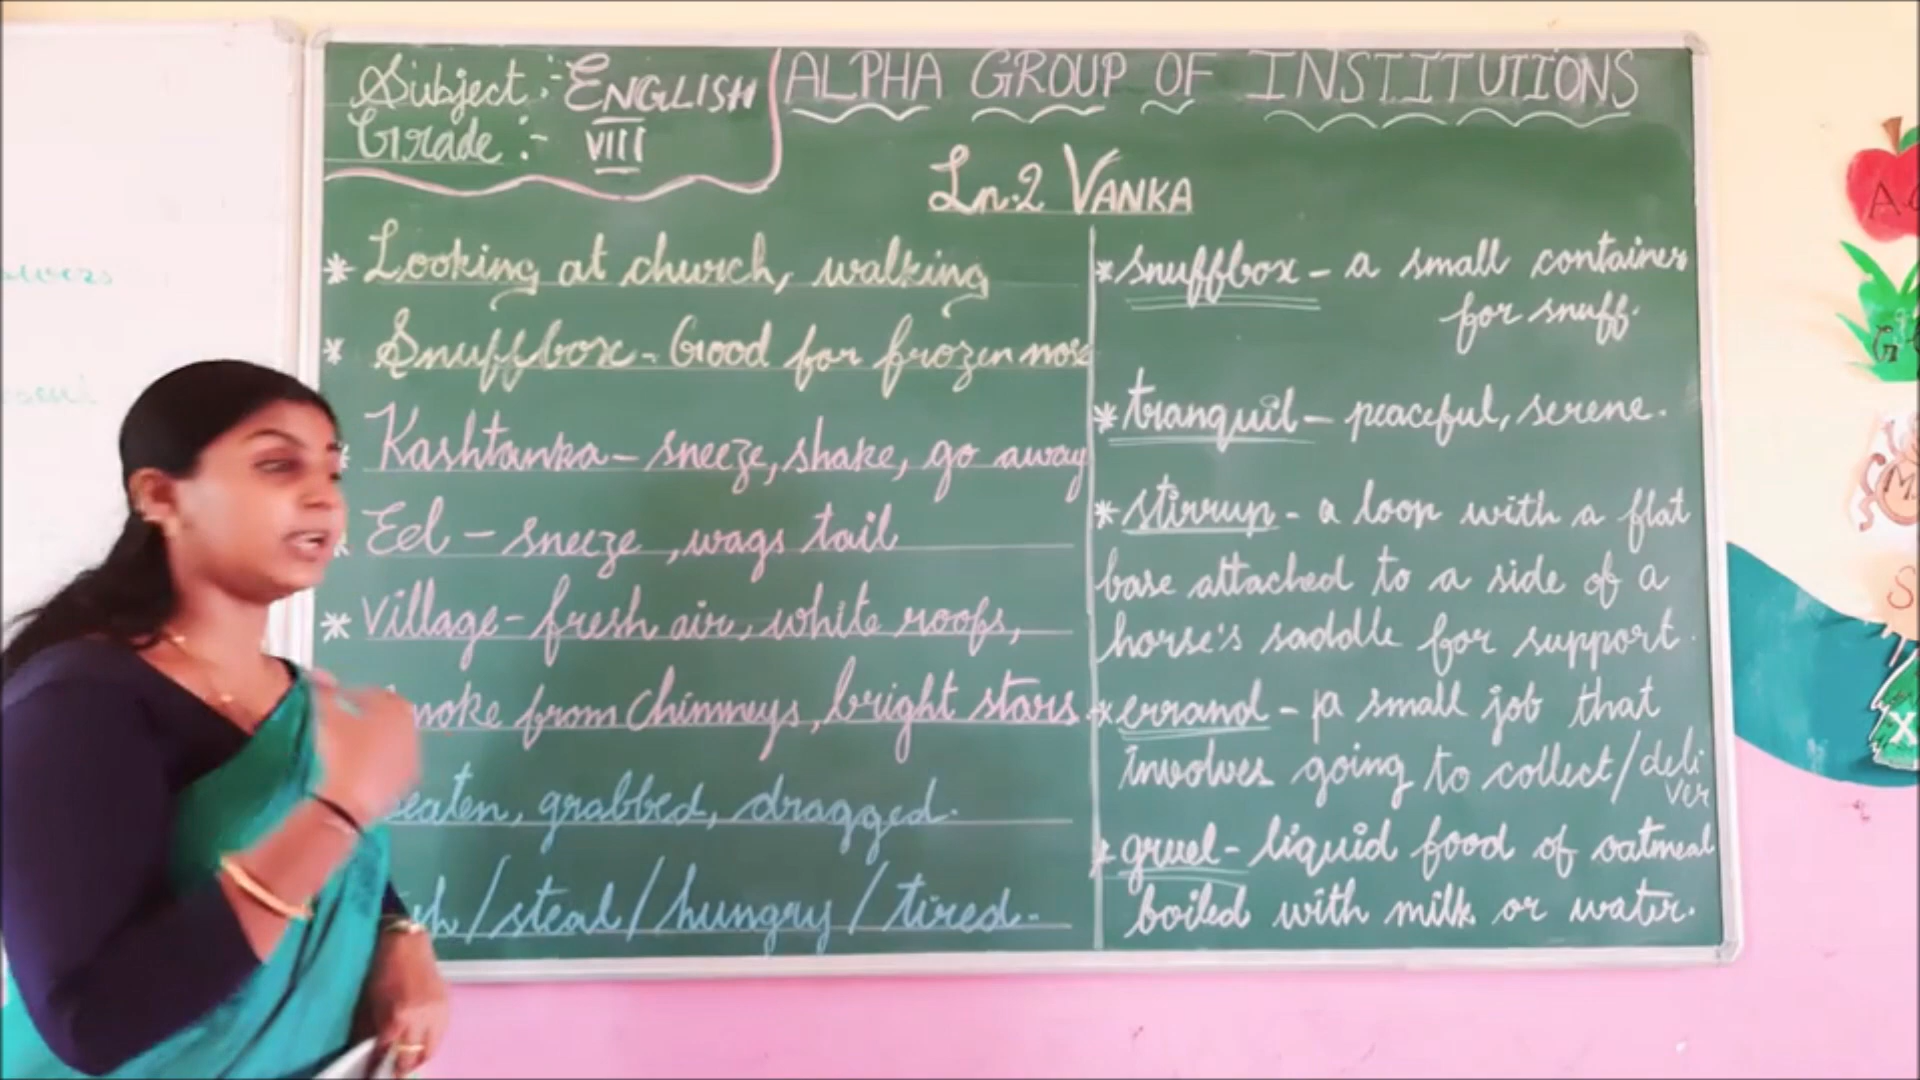 Subject :- ENGLISH
Grade :- VIII
ALPHA GROUP OF INSTITUTIONS
Ln.2 VANKA
* Looking at church, walking
* Snuffbox - Good for frozen nose
Kashtanka - sneeze, shake, go away
Eel - sneeze, wags tail
* Village - fresh air, white roofs,
smoke from chimneys, bright stars.
beaten, grabbed, dragged.
/ steal / hungry / tired.
* snuffbox - a small container
for snuff.
* tranquil - peaceful, serene.
* stirrup - a loop with a flat
base attached to a side of a
horse's saddle for support.
* errand - A small job that
involves going to collect/deli
ver
* gruel - liquid food of oatmeal
boiled with milk or water.
A
G
M
S
X